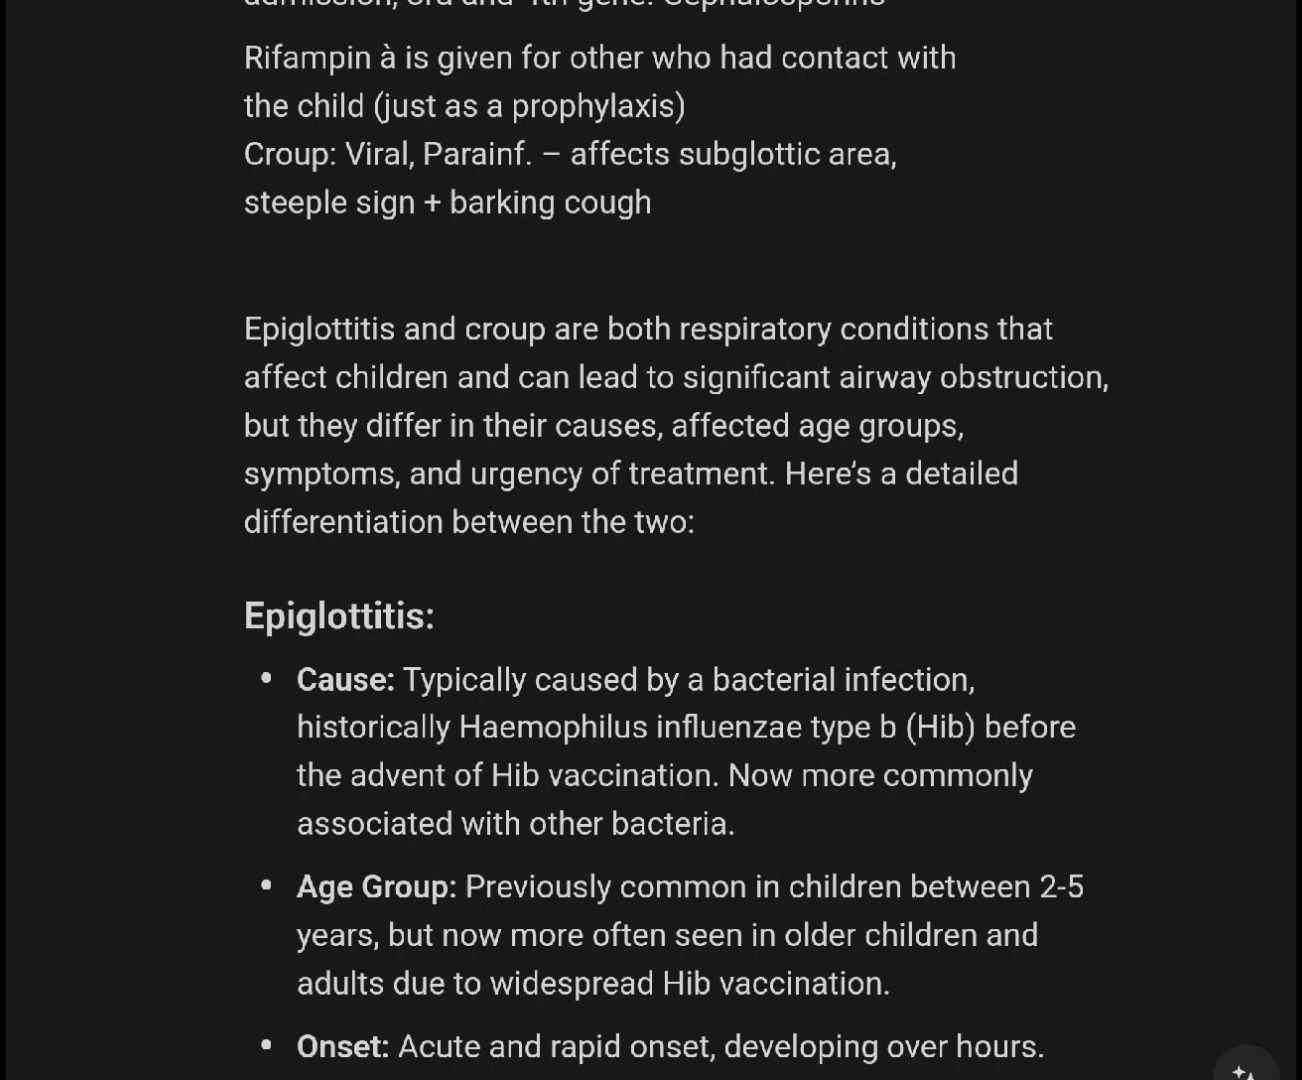 admission, 3rd and 4th gene. Cephalosporins
Rifampin à is given for other who had contact with
the child (just as a prophylaxis)
Croup: Viral, Parainf. – affects subglottic area,
steeple sign + barking cough
Epiglottitis and croup are both respiratory conditions that
affect children and can lead to significant airway obstruction,
but they differ in their causes, affected age groups,
symptoms, and urgency of treatment. Here’s a detailed
differentiation between the two:
Epiglottitis:
• Cause: Typically caused by a bacterial infection,
historically Haemophilus influenzae type b (Hib) before
the advent of Hib vaccination. Now more commonly
associated with other bacteria.
• Age Group: Previously common in children between 2-5
years, but now more often seen in older children and
adults due to widespread Hib vaccination.
• Onset: Acute and rapid onset, developing over hours.